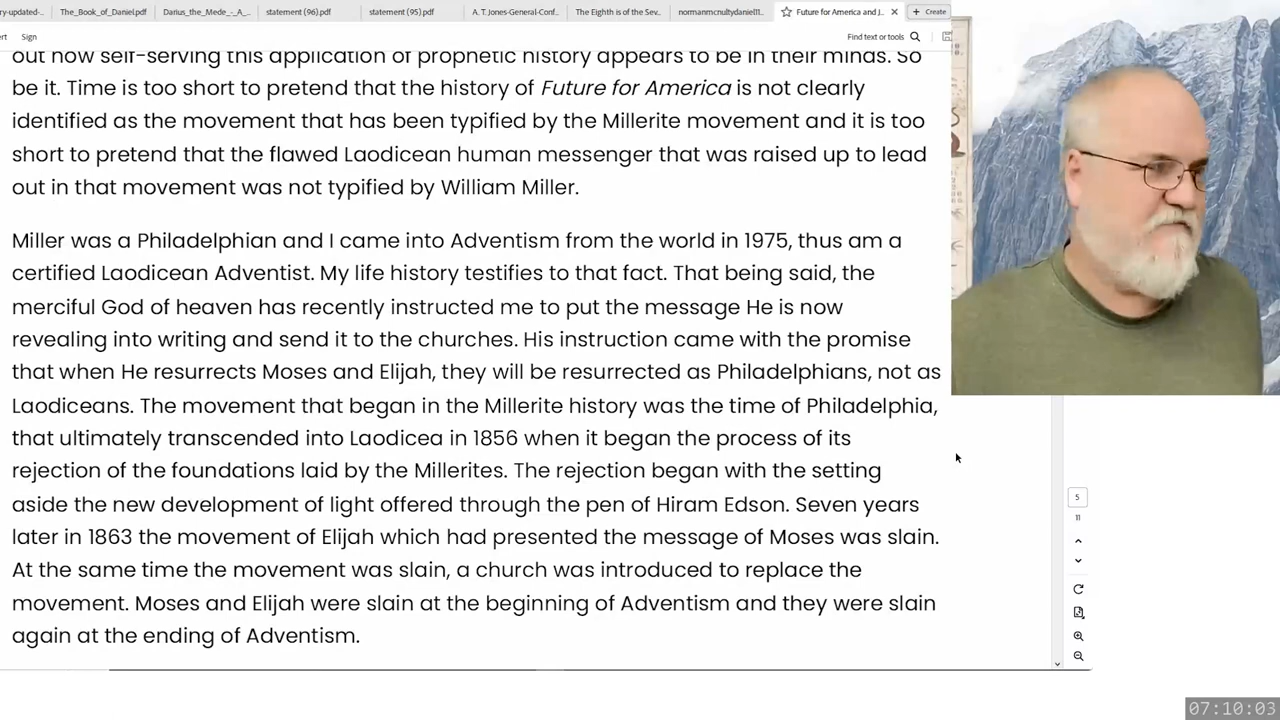 ry-updated-.. The_Book_of_Daniel.pdf Darius_the_Mede_-_A... statement (96).pdf statement (95).pdf A. T. Jones-General-Conf... The Eighth is of the Sev... normanmcnultydaniel11... Future for America and J... Create
ert Sign Find text or tools
out how self-serving this application of prophetic history appears to be in their minds. So
be it. Time is too short to pretend that the history of Future for America is not clearly
identified as the movement that has been typified by the Millerite movement and it is too
short to pretend that the flawed Laodicean human messenger that was raised up to lead
out in that movement was not typified by William Miller.
Miller was a Philadelphian and I came into Adventism from the world in 1975, thus am a
certified Laodicean Adventist. My life history testifies to that fact. That being said, the
merciful God of heaven has recently instructed me to put the message He is now
revealing into writing and send it to the churches. His instruction came with the promise
that when He resurrects Moses and Elijah, they will be resurrected as Philadelphians, not as
Laodiceans. The movement that began in the Millerite history was the time of Philadelphia,
that ultimately transcended into Laodicea in 1856 when it began the process of its
rejection of the foundations laid by the Millerites. The rejection began with the setting
aside the new development of light offered through the pen of Hiram Edson. Seven years
later in 1863 the movement of Elijah which had presented the message of Moses was slain.
At the same time the movement was slain, a church was introduced to replace the
movement. Moses and Elijah were slain at the beginning of Adventism and they were slain
again at the ending of Adventism.
5
11
07:10:03